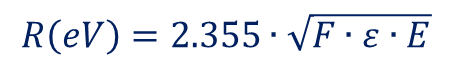 R(eV) = 2.355 · √F · ε · E